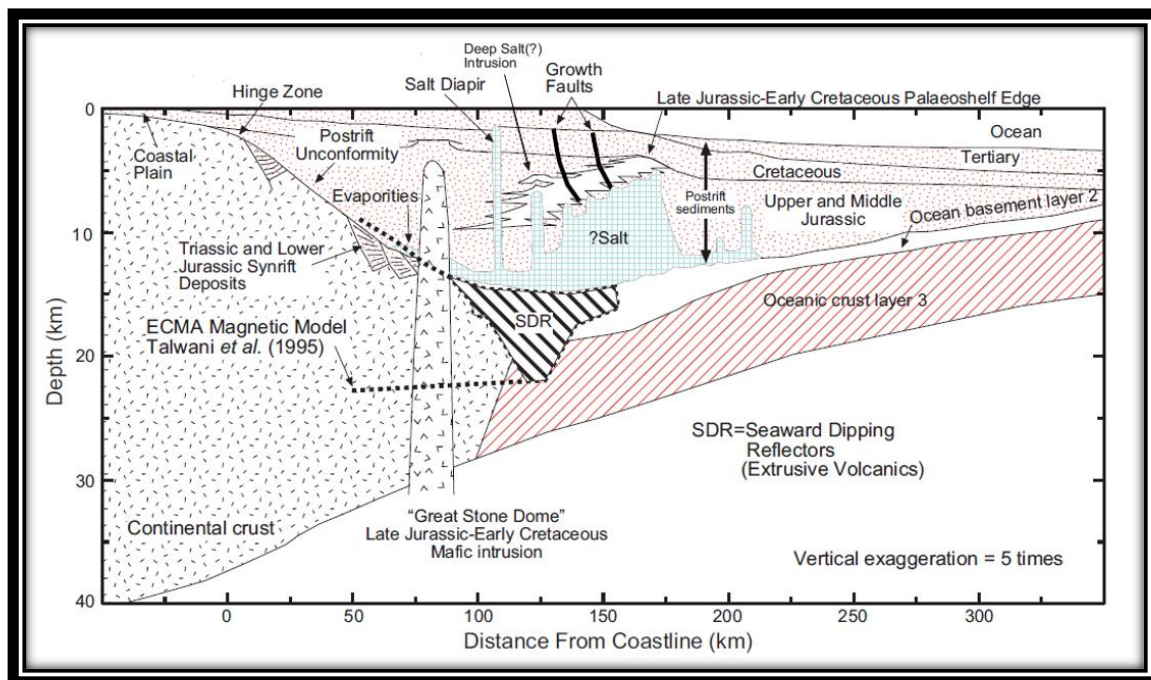 Deep Salt(?)
Intrusion
Growth
Faults
Salt Diapir
Hinge Zone
Late Jurassic-Early Cretaceous Palaeoshelf Edge
0
Coastal
Plain
Postrift
Unconformity
Ocean
Tertiary
Cretaceous
Evaporities
Postrift
sediments
Upper and Middle
Jurassic
Ocean basement layer 2
10
?Salt
Triassic and Lower
Jurassic Synrift
Deposits
SDR
Oceanic crust layer 3
ECMA Magnetic Model
Talwani et al. (1995)
20
Depth (km)
SDR=Seaward Dipping
Reflectors
(Extrusive Volcanics)
30
Continental crust
"Great Stone Dome"
Late Jurassic-Early Cretaceous
Mafic intrusion
Vertical exaggeration = 5 times
40
0 50 100 150 200 250 300
Distance From Coastline (km)